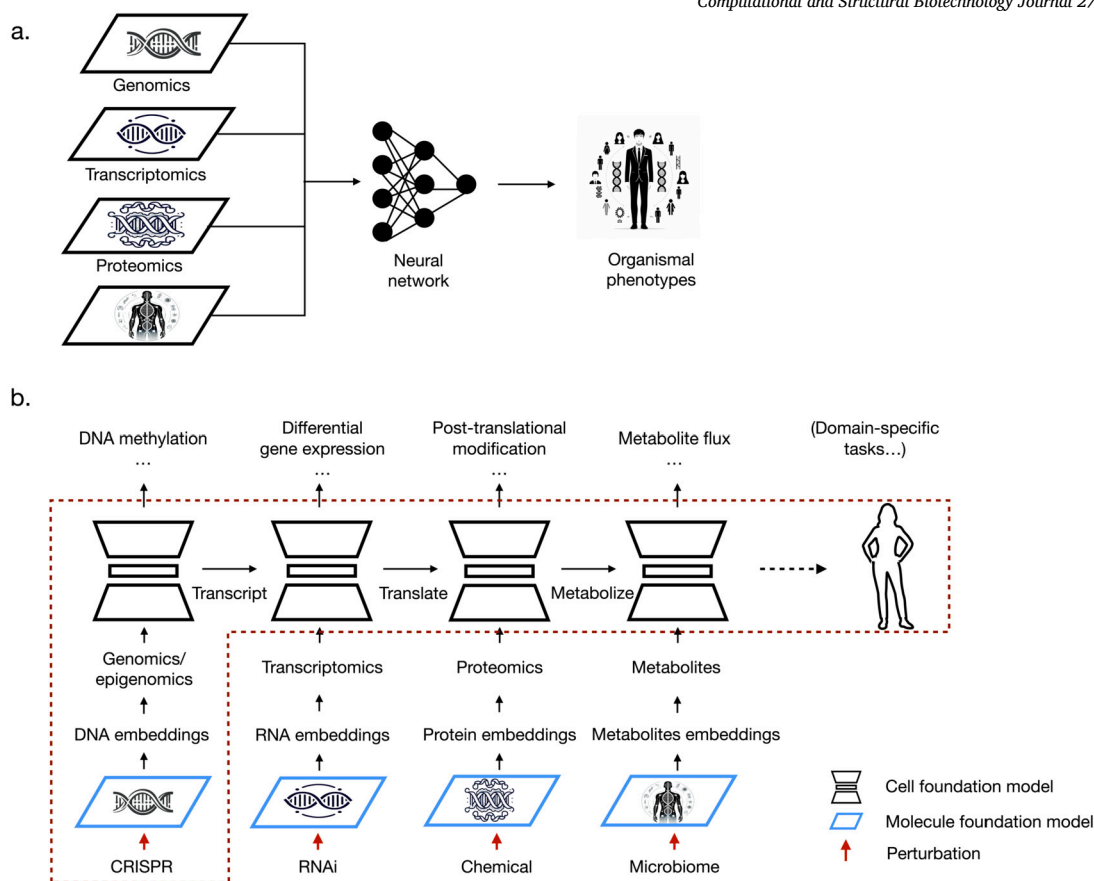 Computational and Structural Biotechnology Journal 27
a.
Genomics
Transcriptomics
Proteomics
Neural
network
Organismal
phenotypes
b.
DNA methylation
...
Differential
gene expression
...
Post-translational
modification
...
Metabolite flux
...
(Domain-specific
tasks...)
Transcript
Translate
Metabolize
Genomics/
epigenomics
Transcriptomics
Proteomics
Metabolites
DNA embeddings
RNA embeddings
Protein embeddings
Metabolites embeddings
CRISPR
RNAi
Chemical
Microbiome
Cell foundation model
Molecule foundation model
Perturbation